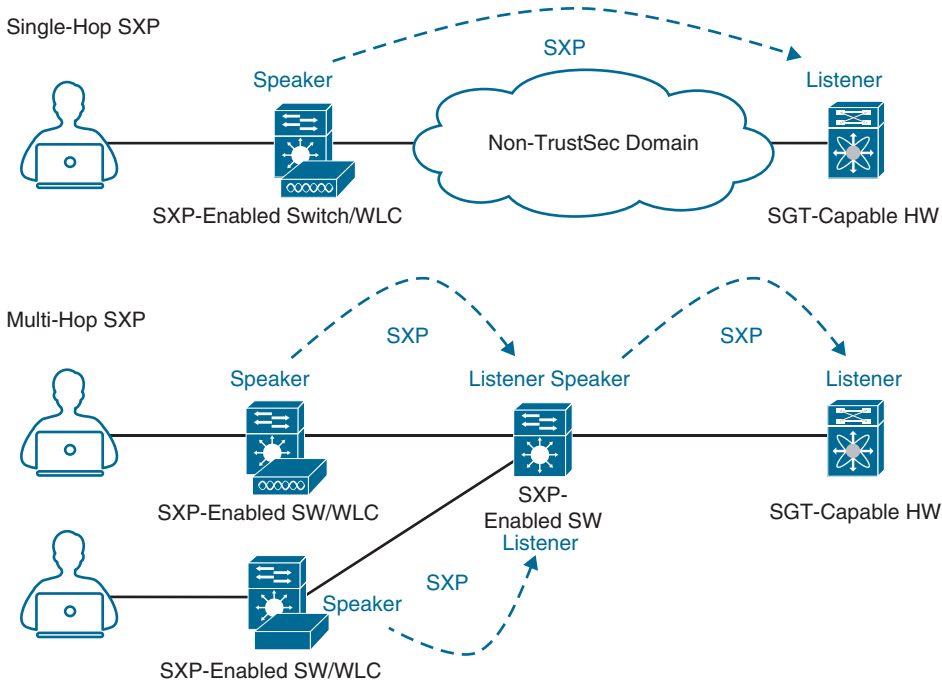 Single-Hop SXP
SXP
Speaker
Listener
Non-TrustSec Domain
SXP-Enabled Switch/WLC
SGT-Capable HW
Multi-Hop SXP
SXP
SXP
Speaker
Listener Speaker
Listener
SXP-Enabled SW/WLC
SXP-
Enabled SW
SGT-Capable HW
Listener
SXP
Speaker
SXP-Enabled SW/WLC